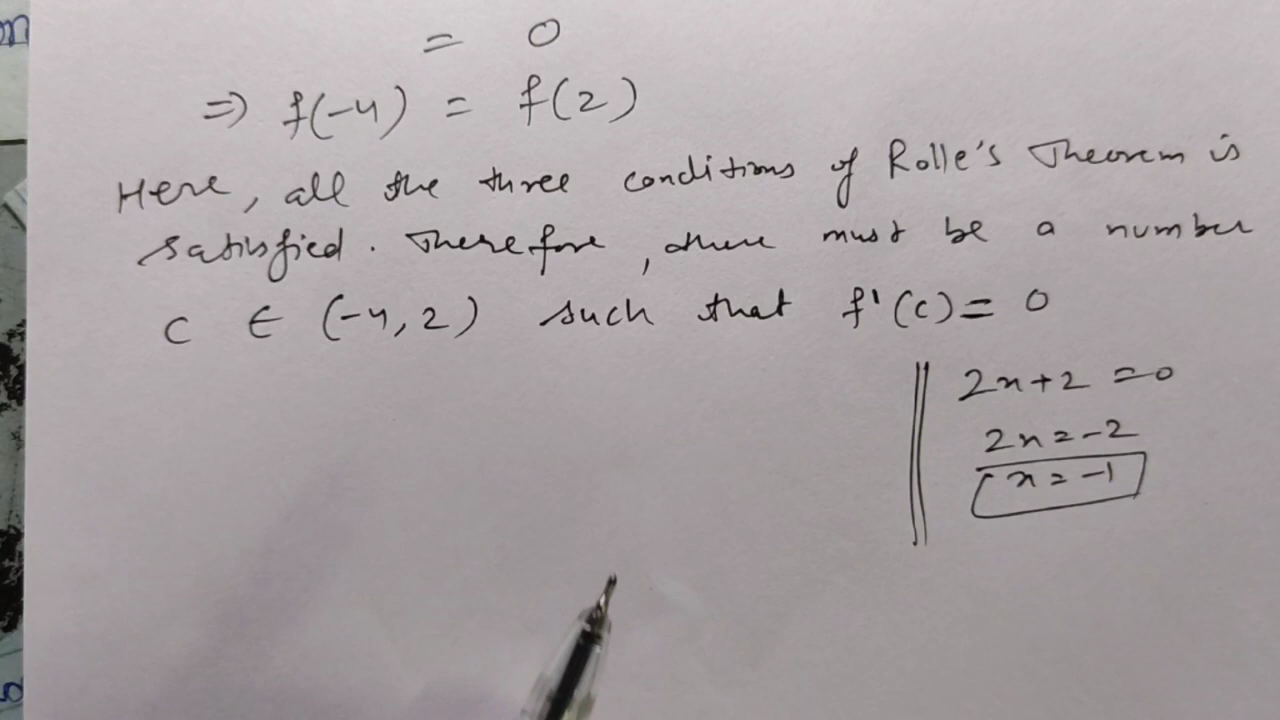 = 0
⇒ f(-4) = f(2)
Here, all the three conditions of Rolle's Theorem is
satisfied. Therefore, there must be a number
C ∈ (-4, 2) such that f'(c) = 0
2x+2 = 0
2x = -2
x = -1